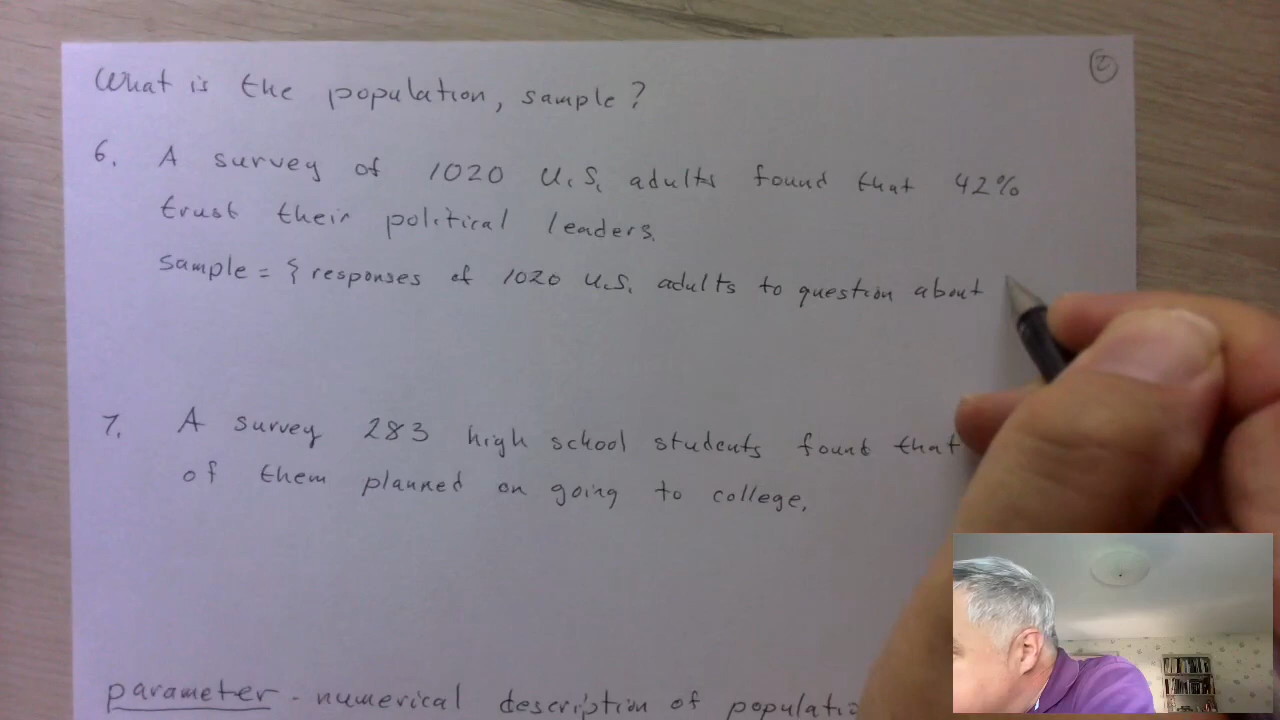 ②
What is the population, sample?
6. A survey of 1020 U.S. adults found that 42%
trust their political leaders.
sample = { responses of 1020 U.S. adults to question about
7. A survey 283 high school students found that
of them planned on going to college.
parameter - numerical description of